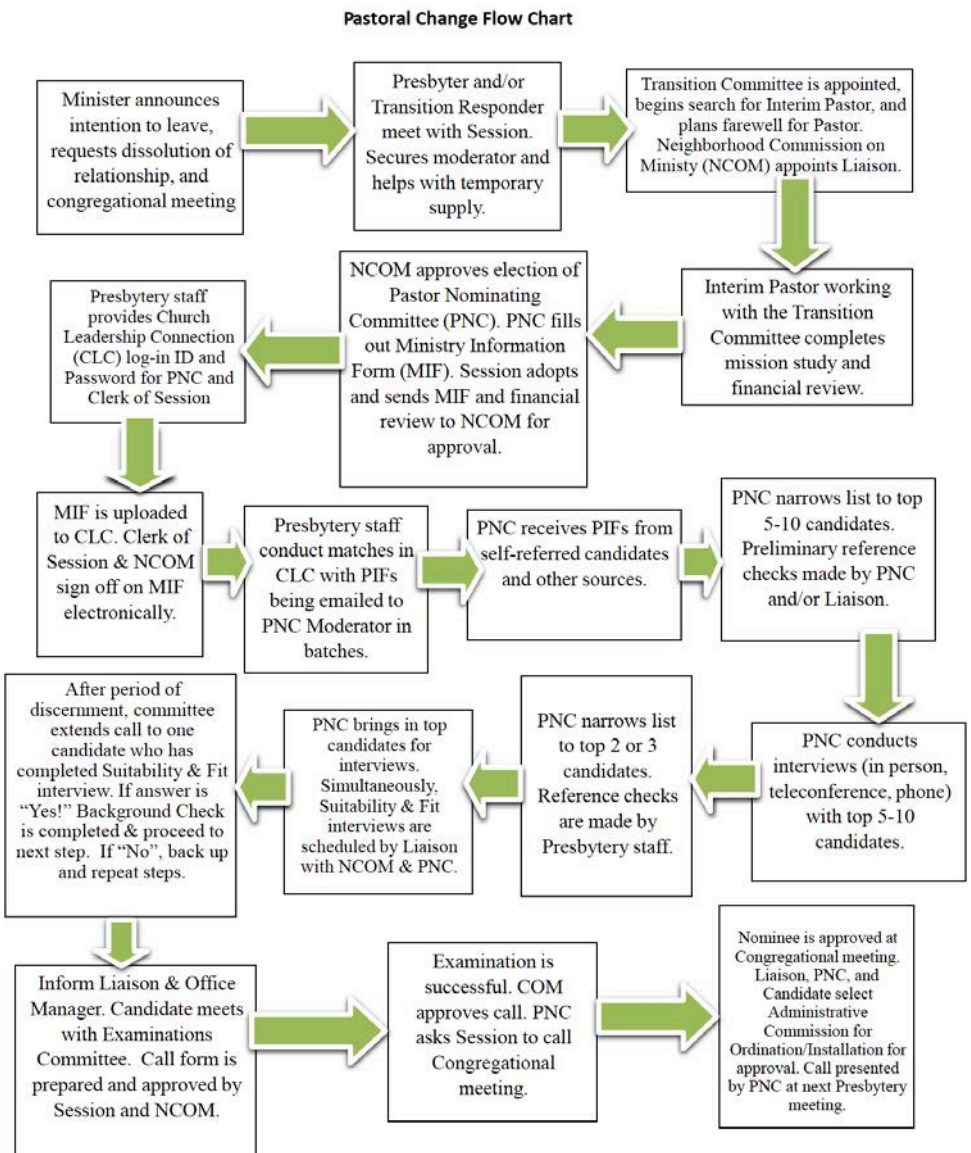 Pastoral Change Flow Chart
Minister announces
intention to leave,
requests dissolution of
relationship, and
congregational meeting
Presbyter and/or
Transition Responder
meet with Session.
Secures moderator and
helps with temporary
supply.
Transition Committee is appointed,
begins search for Interim Pastor, and
plans farewell for Pastor.
Neighborhood Commission on
Ministy (NCOM) appoints Liaison.
Interim Pastor working
with the Transition
Committee completes
mission study and
financial review.
NCOM approves election of
Pastor Nominating
Committee (PNC). PNC fills
out Ministry Information
Form (MIF). Session adopts
and sends MIF and financial
review to NCOM for
approval.
Presbytery staff
provides Church
Leadership Connection
(CLC) log-in ID and
Password for PNC and
Clerk of Session
MIF is uploaded
to CLC. Clerk of
Session & NCOM
sign off on MIF
electronically.
Presbytery staff
conduct matches in
CLC with PIFs
being emailed to
PNC Moderator in
batches.
PNC receives PIFs from
self-referred candidates
and other sources.
PNC narrows list to top
5-10 candidates.
Preliminary reference
checks made by PNC
and/or Liaison.
PNC conducts
interviews (in person,
teleconference, phone)
with top 5-10
candidates.
PNC narrows list
to top 2 or 3
candidates.
Reference checks
are made by
Presbytery staff.
PNC brings in top
candidates for
interviews.
Simultaneously,
Suitability & Fit
interviews are
scheduled by Liaison
with NCOM & PNC.
After period of
discernment, committee
extends call to one
candidate who has
completed Suitability & Fit
interview. If answer is
“Yes!” Background Check
is completed & proceed to
next step. If “No”, back up
and repeat steps.
Inform Liaison & Office
Manager. Candidate meets
with Examinations
Committee. Call form is
prepared and approved by
Session and NCOM.
Examination is
successful. COM
approves call. PNC
asks Session to call
Congregational
meeting.
Nominee is approved at
Congregational meeting.
Liaison, PNC, and
Candidate select
Administrative
Commission for
Ordination/Installation for
approval. Call presented
by PNC at next Presbytery
meeting.